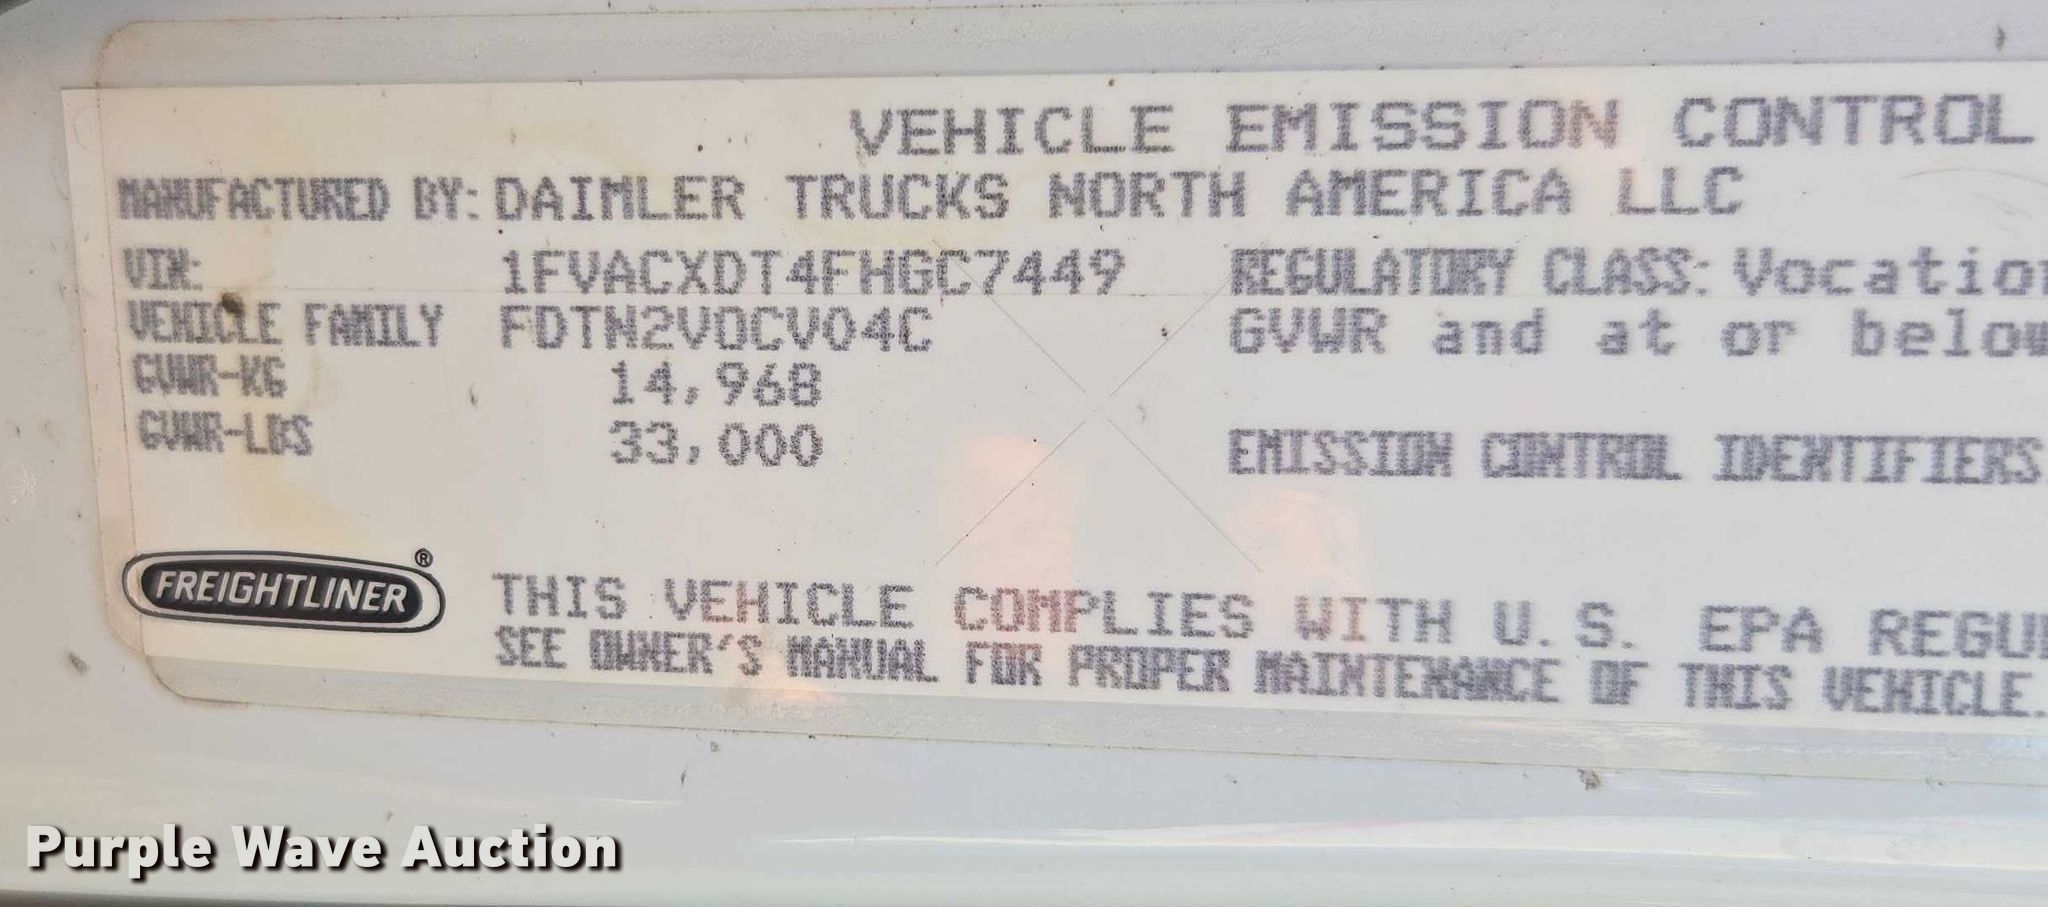 VEHICLE EMISSION CONTROL
MANUFACTURED BY: DAIMLER TRUCKS NORTH AMERICA LLC
VIN: 1FVACXDT4FHGC7449 REGULATORY CLASS: Vocation
VEHICLE FAMILY FDTN2VOCV04C GVWR and at or below
GVWR-KG 14,968
GVWR-LBS 33,000 EMISSION CONTROL IDENTIFIERS
FREIGHTLINER®
THIS VEHICLE COMPLIES WITH U.S. EPA REGUL
SEE OWNER'S MANUAL FOR PROPER MAINTENANCE OF THIS VEHICLE.
Purple Wave Auction